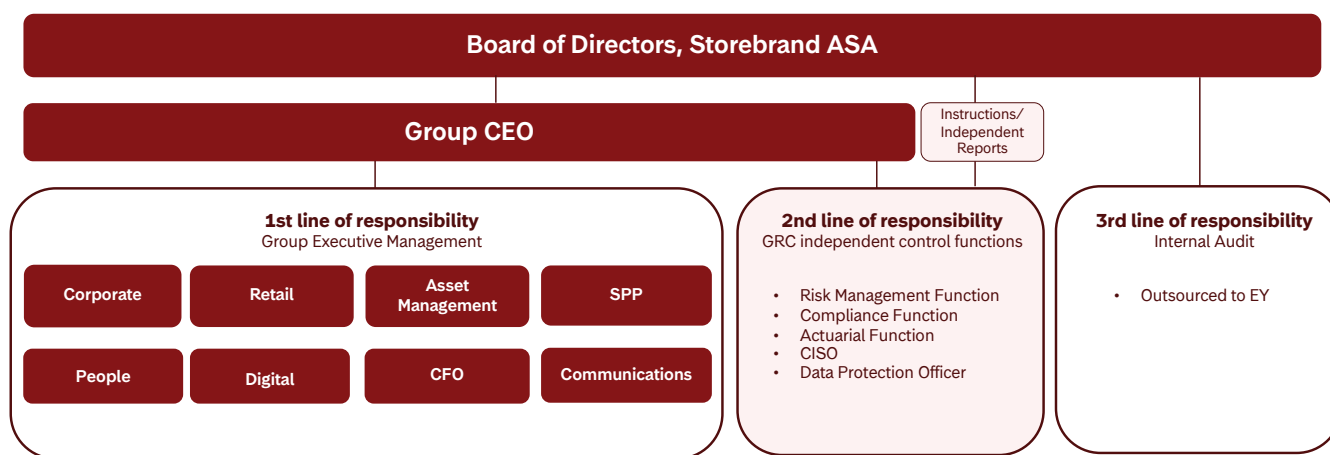 Board of Directors, Storebrand ASA
Group CEO
Instructions/
Independent
Reports
1st line of responsibility
Group Executive Management
Corporate
Retail
Asset
Management
SPP
People
Digital
CFO
Communications
2nd line of responsibility
GRC independent control functions
• Risk Management Function
• Compliance Function
• Actuarial Function
• CISO
• Data Protection Officer
3rd line of responsibility
Internal Audit
• Outsourced to EY